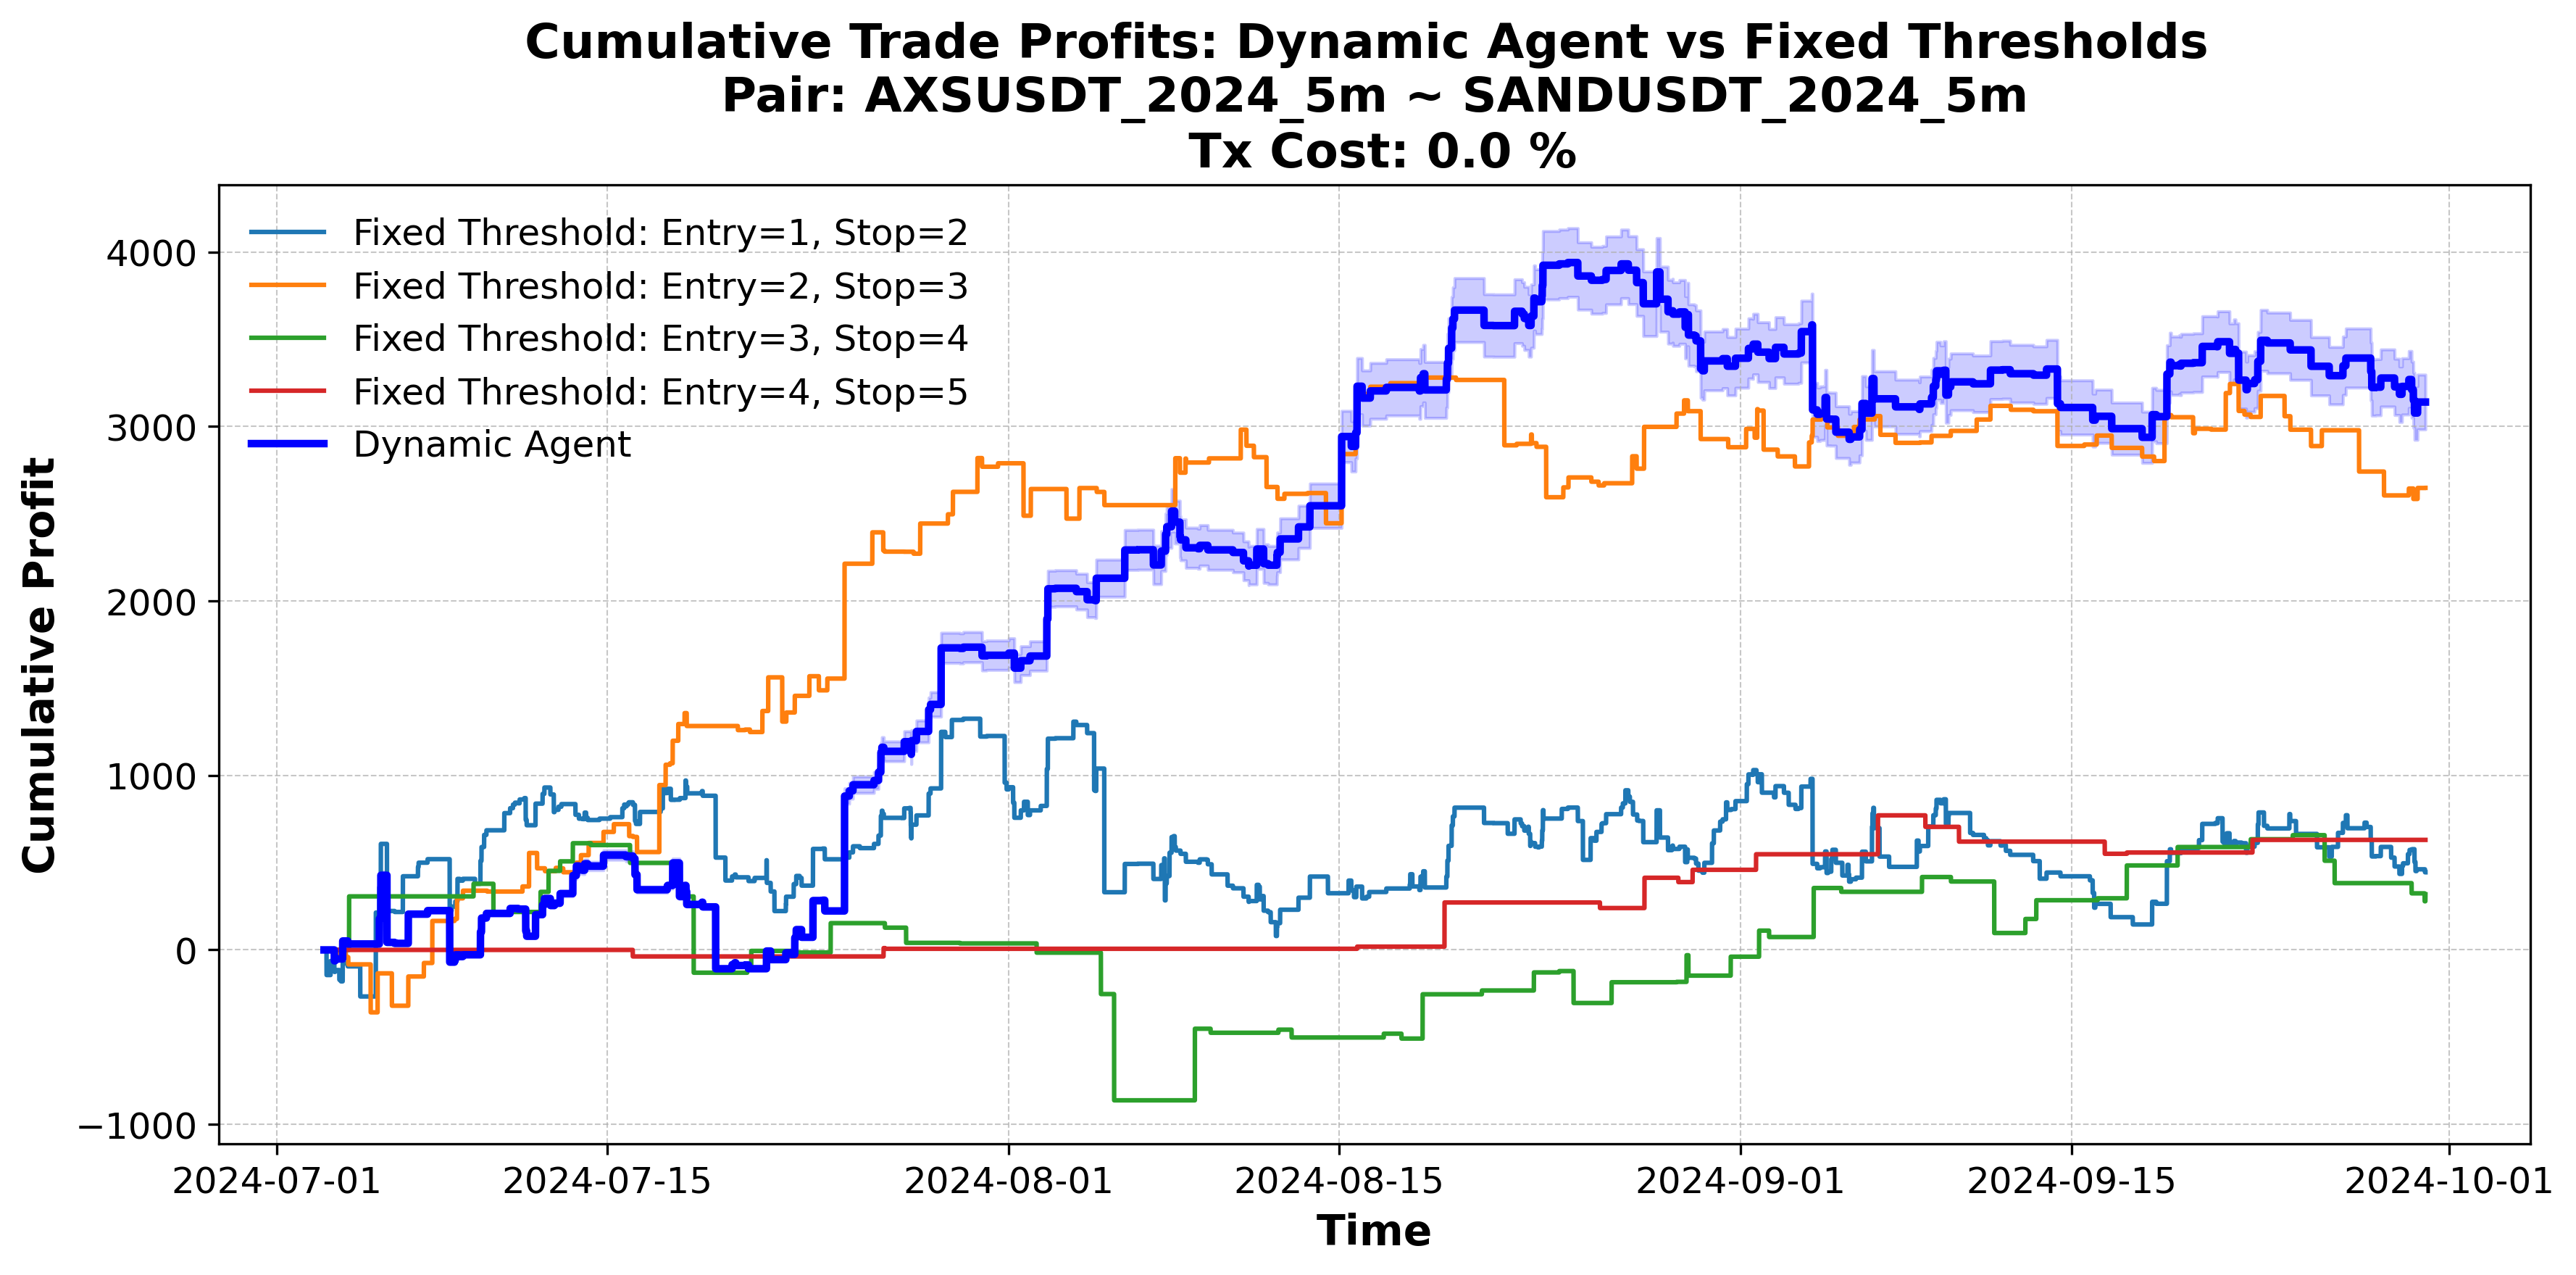 Cumulative Trade Profits: Dynamic Agent vs Fixed Thresholds
Pair: AXSUSDT_2024_5m ~ SANDUSDT_2024_5m
Tx Cost: 0.0 %
Fixed Threshold: Entry=1, Stop=2
Fixed Threshold: Entry=2, Stop=3
Fixed Threshold: Entry=3, Stop=4
Fixed Threshold: Entry=4, Stop=5
Dynamic Agent
Cumulative Profit
4000
3000
2000
1000
0
−1000
2024-07-01
2024-07-15
2024-08-01
2024-08-15
2024-09-01
2024-09-15
2024-10-01
Time